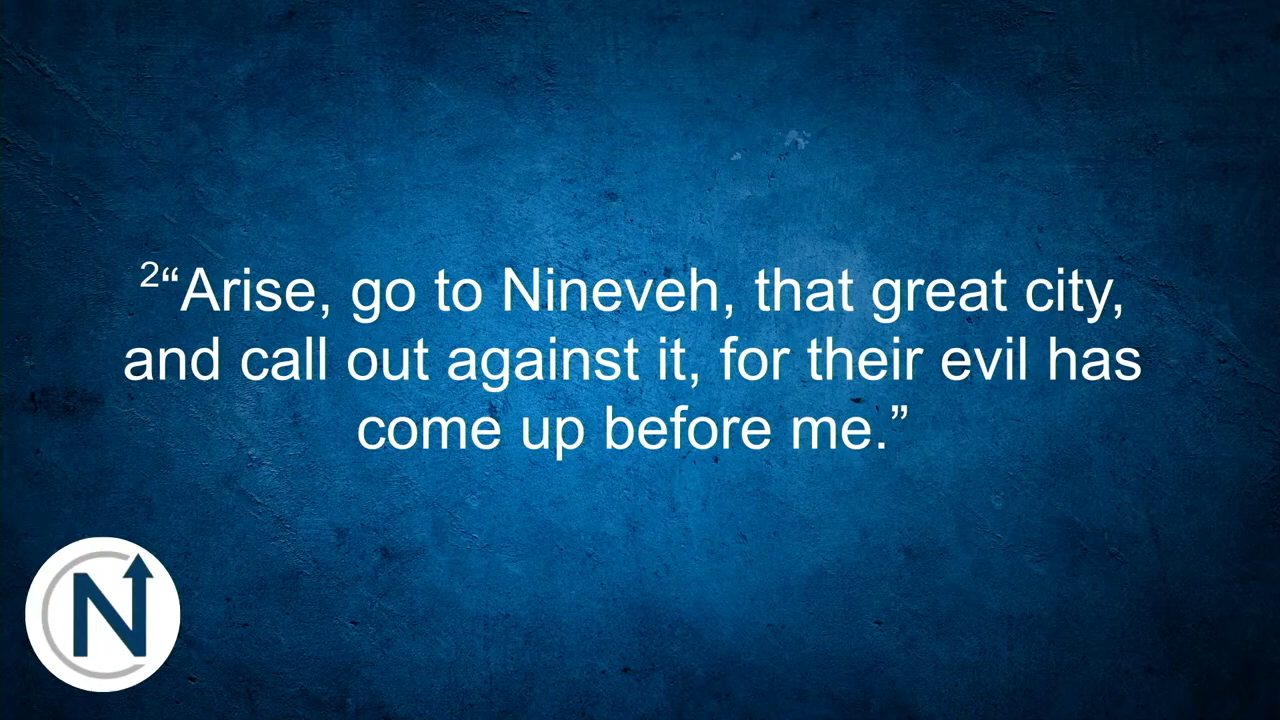 ²“Arise, go to Nineveh, that great city,
and call out against it, for their evil has
come up before me.”
N